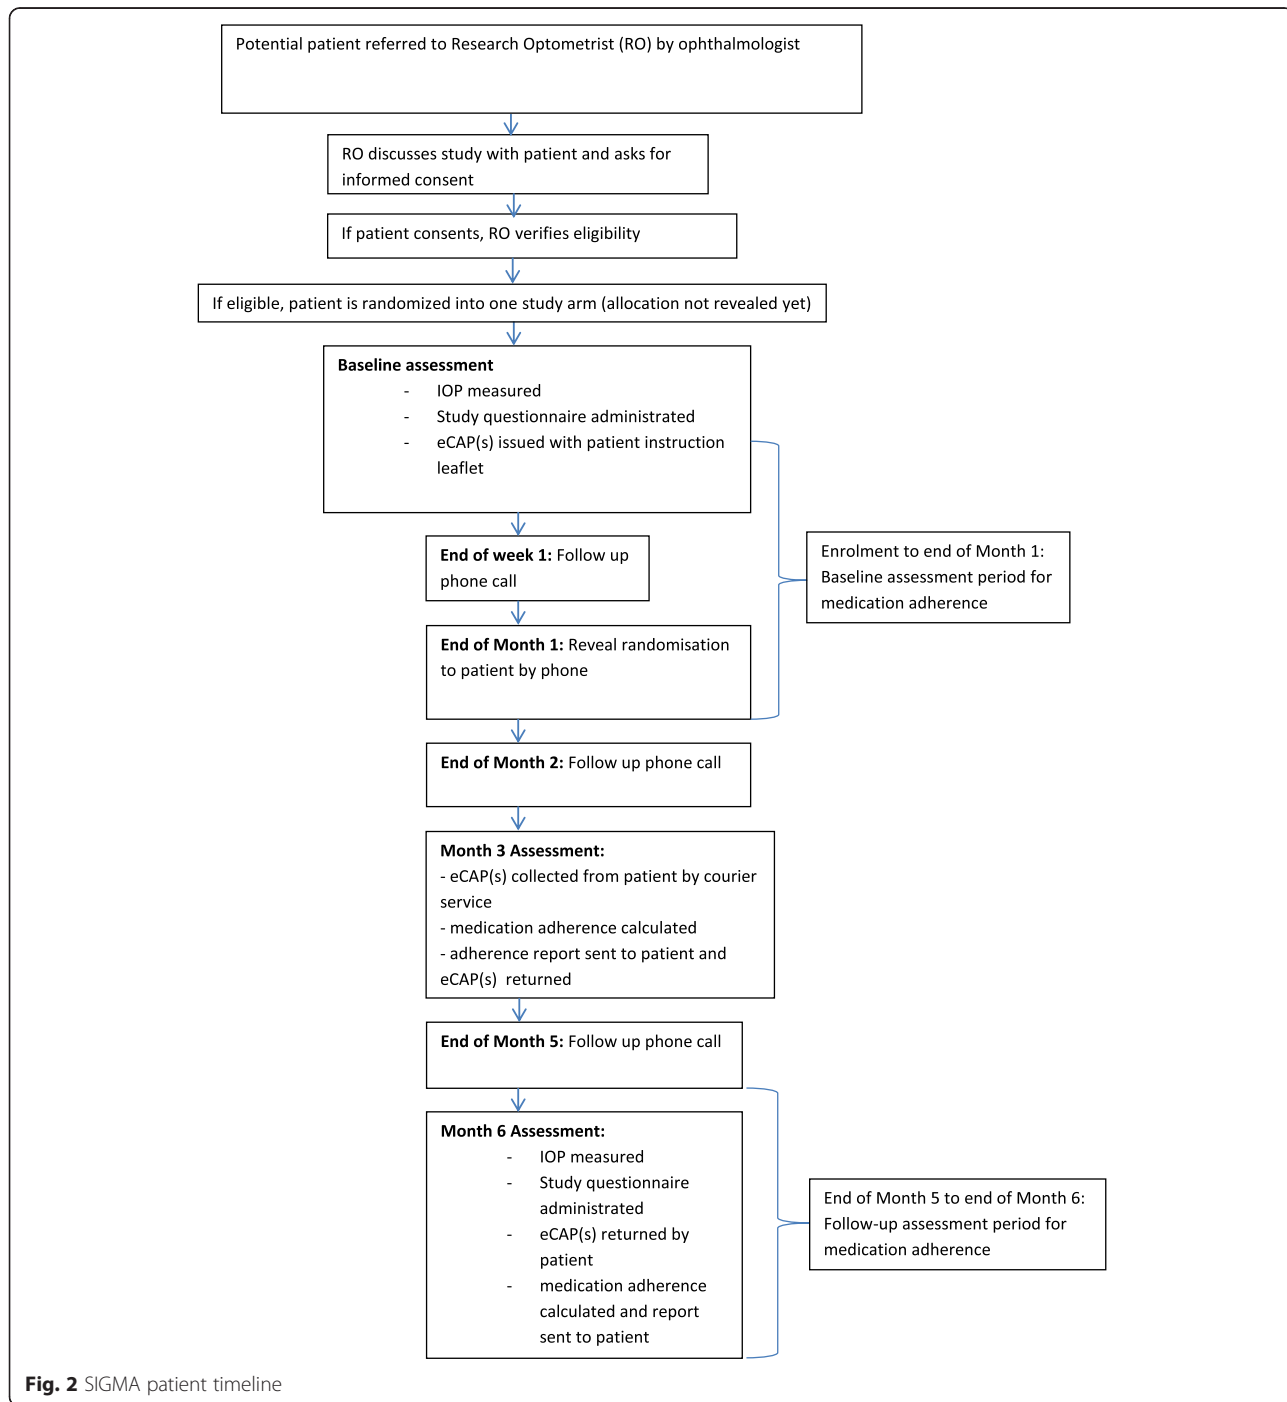 Potential patient referred to Research Optometrist (RO) by ophthalmologist
RO discusses study with patient and asks for
informed consent
If patient consents, RO verifies eligibility
If eligible, patient is randomized into one study arm (allocation not revealed yet)
Baseline assessment
- IOP measured
- Study questionnaire administrated
- eCAP(s) issued with patient instruction
leaflet
End of week 1: Follow up
phone call
Enrolment to end of Month 1:
Baseline assessment period for
medication adherence
End of Month 1: Reveal randomisation
to patient by phone
End of Month 2: Follow up phone call
Month 3 Assessment:
- eCAP(s) collected from patient by courier
service
- medication adherence calculated
- adherence report sent to patient and
eCAP(s) returned
End of Month 5: Follow up phone call
Month 6 Assessment:
- IOP measured
- Study questionnaire
administrated
- eCAP(s) returned by
patient
- medication adherence
calculated and report
sent to patient
End of Month 5 to end of Month 6:
Follow-up assessment period for
medication adherence
Fig. 2 SIGMA patient timeline